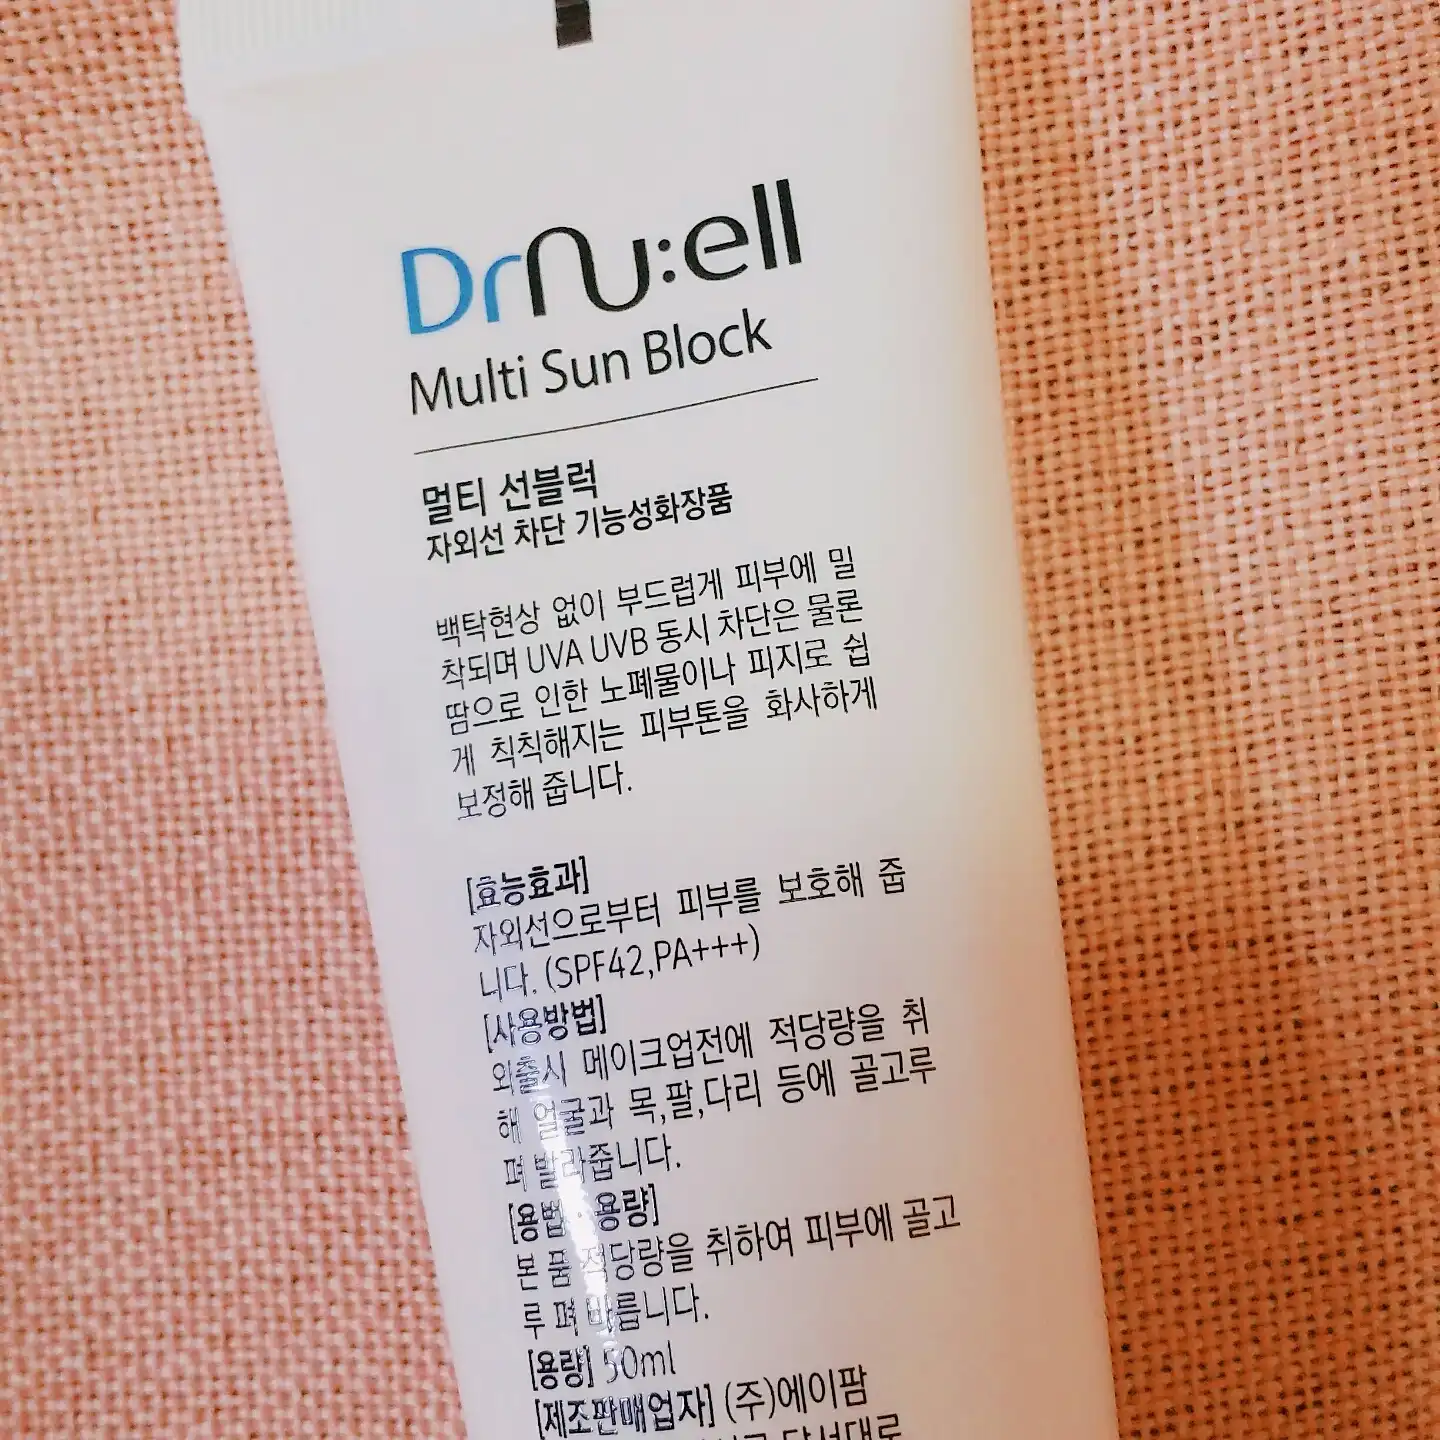 DrNu:ell
Multi Sun Block
멀티 선블럭
자외선 차단 기능성화장품
백탁현상 없이 부드럽게 피부에 밀
착되며 UVA UVB 동시 차단은 물론
땀으로 인한 노폐물이나 피지로 쉽
게 칙칙해지는 피부톤을 화사하게
보정해 줍니다.
[효능효과]
자외선으로부터 피부를 보호해 줍
니다. (SPF42,PA+++)
[사용방법]
외출시 메이크업전에 적당량을 취
해 얼굴과 목,팔,다리 등에 골고루
펴 발라줍니다.
[용법·용량]
본 품 적당량을 취하여 피부에 골고
루 펴 바릅니다.
[용량] 50ml
[제조판매업자] (주)에이팜
달서대로